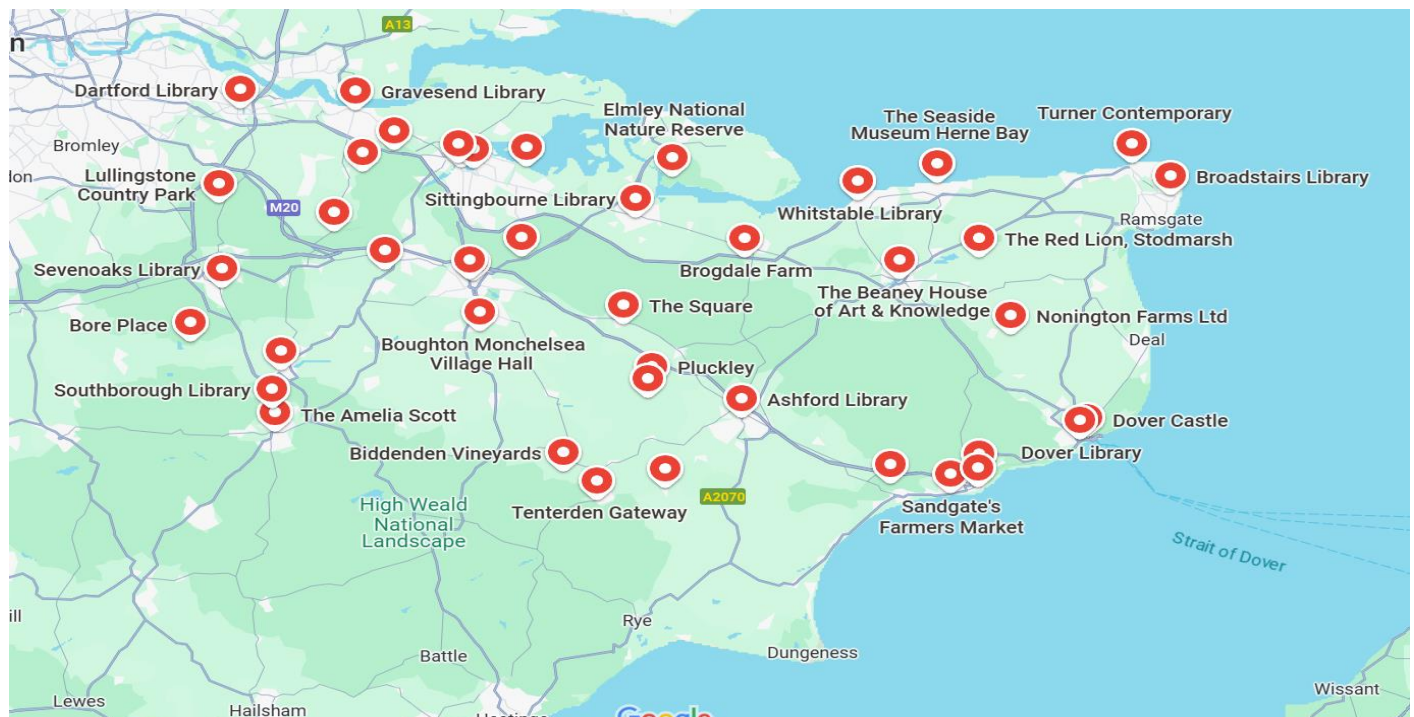 n
A13
Dartford Library
Gravesend Library
Elmley National
Nature Reserve
The Seaside
Museum Herne Bay
Turner Contemporary
Bromley
don
Lullingstone
Country Park
M20
Sittingbourne Library
Whitstable Library
Broadstairs Library
Ramsgate
The Red Lion, Stodmarsh
Sevenoaks Library
Brogdale Farm
The Beaney House
of Art & Knowledge
The Square
Bore Place
Nonington Farms Ltd
Deal
Boughton Monchelsea
Village Hall
Pluckley
Southborough Library
Ashford Library
The Amelia Scott
Dover Castle
Biddenden Vineyards
Dover Library
A2070
High Weald
National
Landscape
Tenterden Gateway
Sandgate's
Farmers Market
Strait of Dover
ill
Rye
Battle
Dungeness
Wissant
Lewes
Hailsham
Hastings
Google